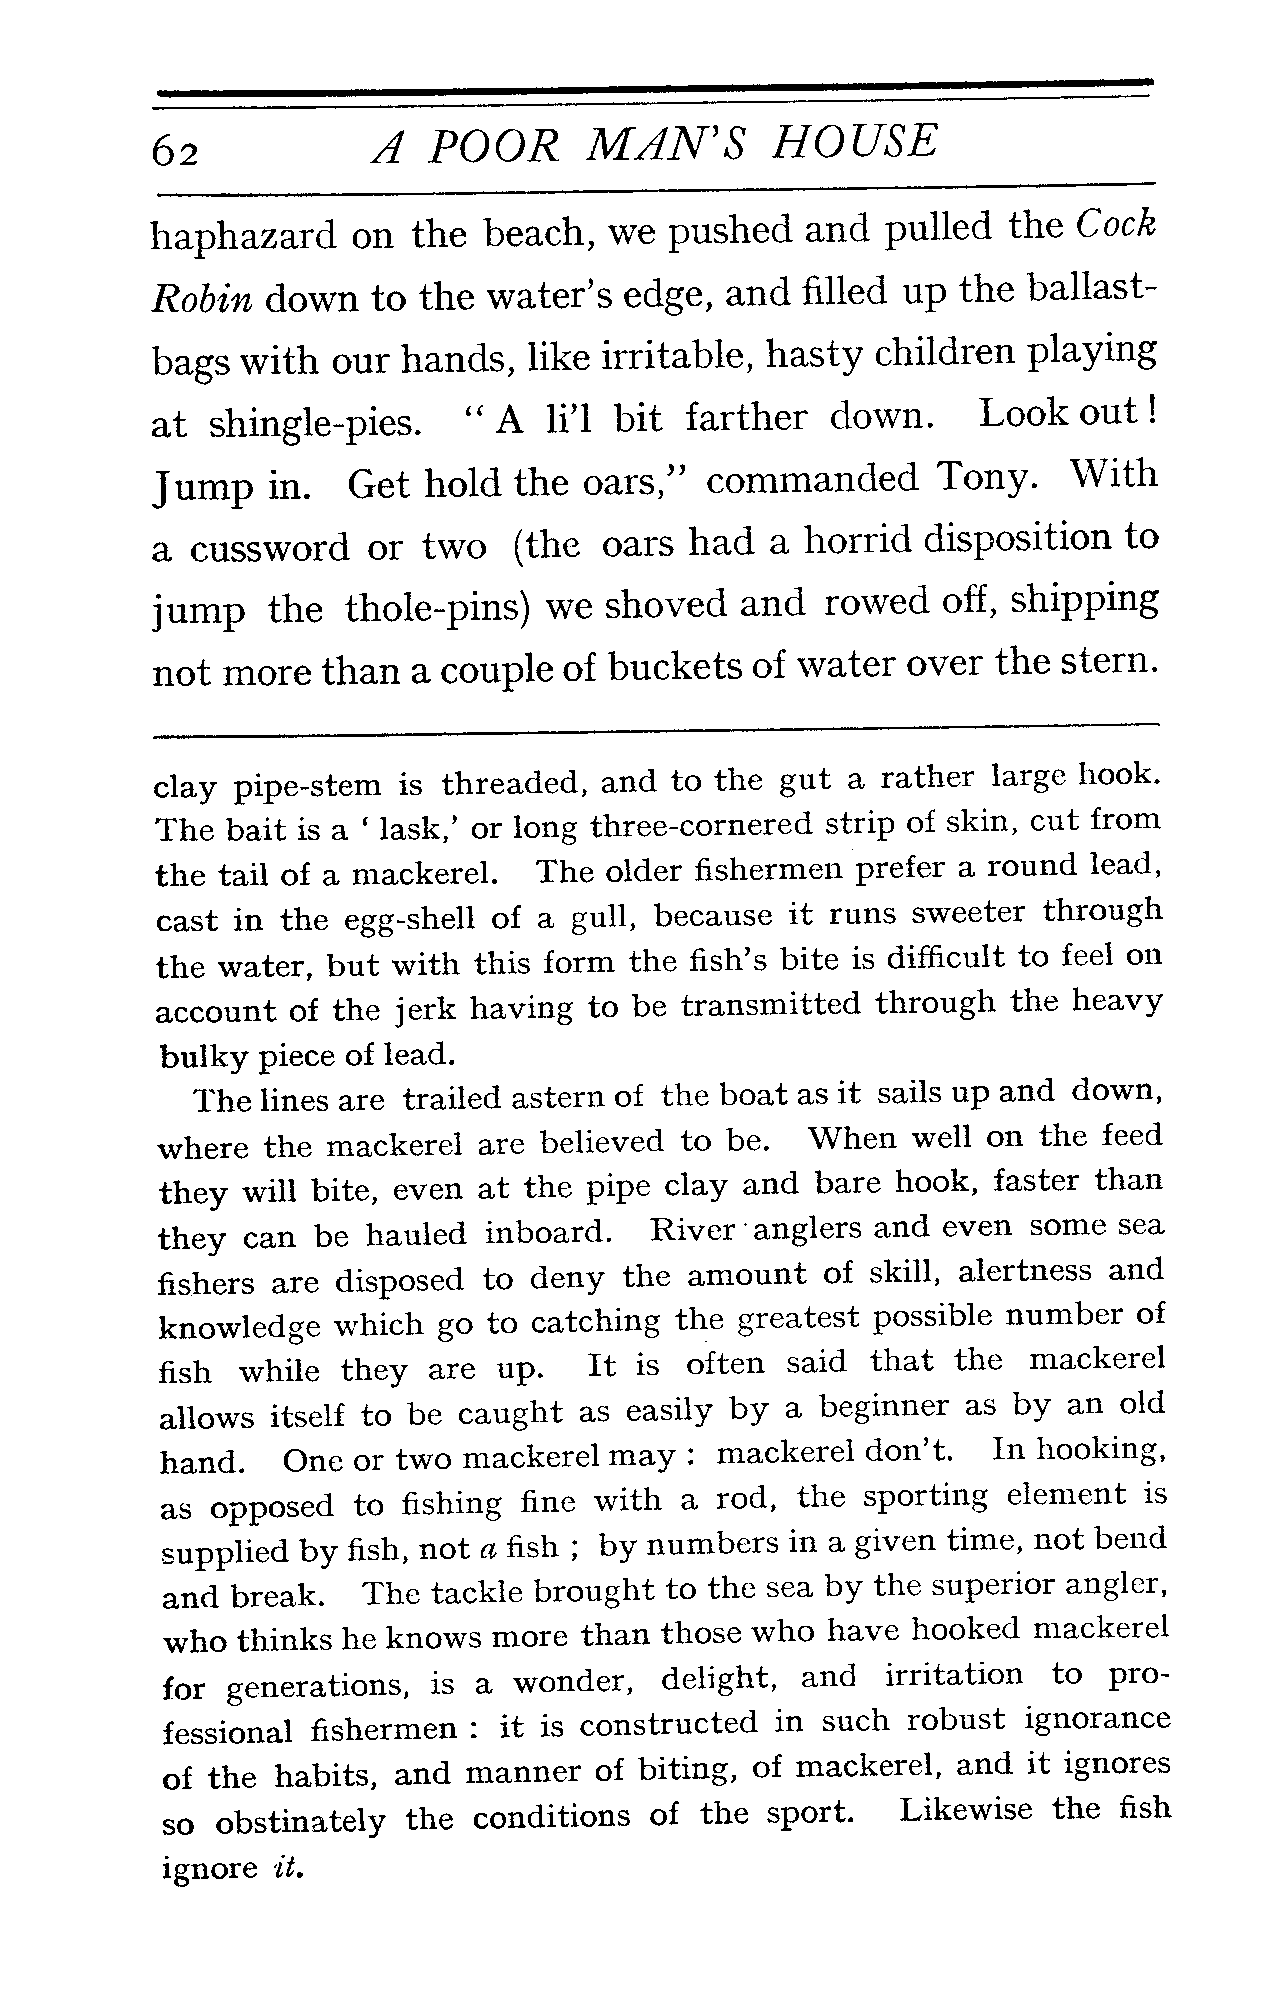 62 A POOR MAN'S HOUSE
haphazard on the beach, we pushed and pulled the Cock
Robin down to the water's edge, and filled up the ballast-
bags with our hands, like irritable, hasty children playing
at shingle-pies. “ A li'l bit farther down. Look out !
Jump in. Get hold the oars,” commanded Tony. With
a cussword or two (the oars had a horrid disposition to
jump the thole-pins) we shoved and rowed off, shipping
not more than a couple of buckets of water over the stern.
clay pipe-stem is threaded, and to the gut a rather large hook.
The bait is a ‘ lask,’ or long three-cornered strip of skin, cut from
the tail of a mackerel. The older fishermen prefer a round lead,
cast in the egg-shell of a gull, because it runs sweeter through
the water, but with this form the fish's bite is difficult to feel on
account of the jerk having to be transmitted through the heavy
bulky piece of lead.
The lines are trailed astern of the boat as it sails up and down,
where the mackerel are believed to be. When well on the feed
they will bite, even at the pipe clay and bare hook, faster than
they can be hauled inboard. River anglers and even some sea
fishers are disposed to deny the amount of skill, alertness and
knowledge which go to catching the greatest possible number of
fish while they are up. It is often said that the mackerel
allows itself to be caught as easily by a beginner as by an old
hand. One or two mackerel may : mackerel don't. In hooking,
as opposed to fishing fine with a rod, the sporting element is
supplied by fish, not a fish ; by numbers in a given time, not bend
and break. The tackle brought to the sea by the superior angler,
who thinks he knows more than those who have hooked mackerel
for generations, is a wonder, delight, and irritation to pro-
fessional fishermen : it is constructed in such robust ignorance
of the habits, and manner of biting, of mackerel, and it ignores
so obstinately the conditions of the sport. Likewise the fish
ignore it.